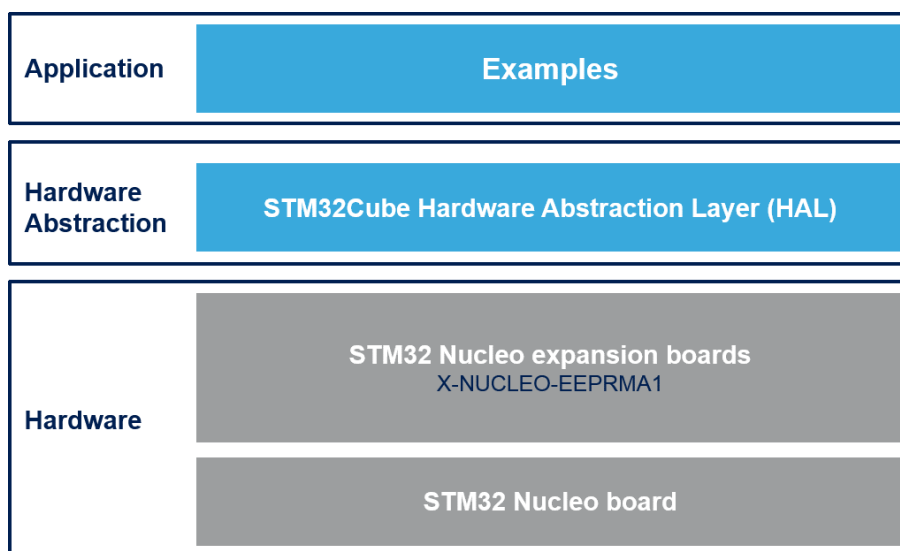 Application
Examples
Hardware
Abstraction
STM32Cube Hardware Abstraction Layer (HAL)
Hardware
STM32 Nucleo expansion boards
X-NUCLEO-EEPRMA1
STM32 Nucleo board